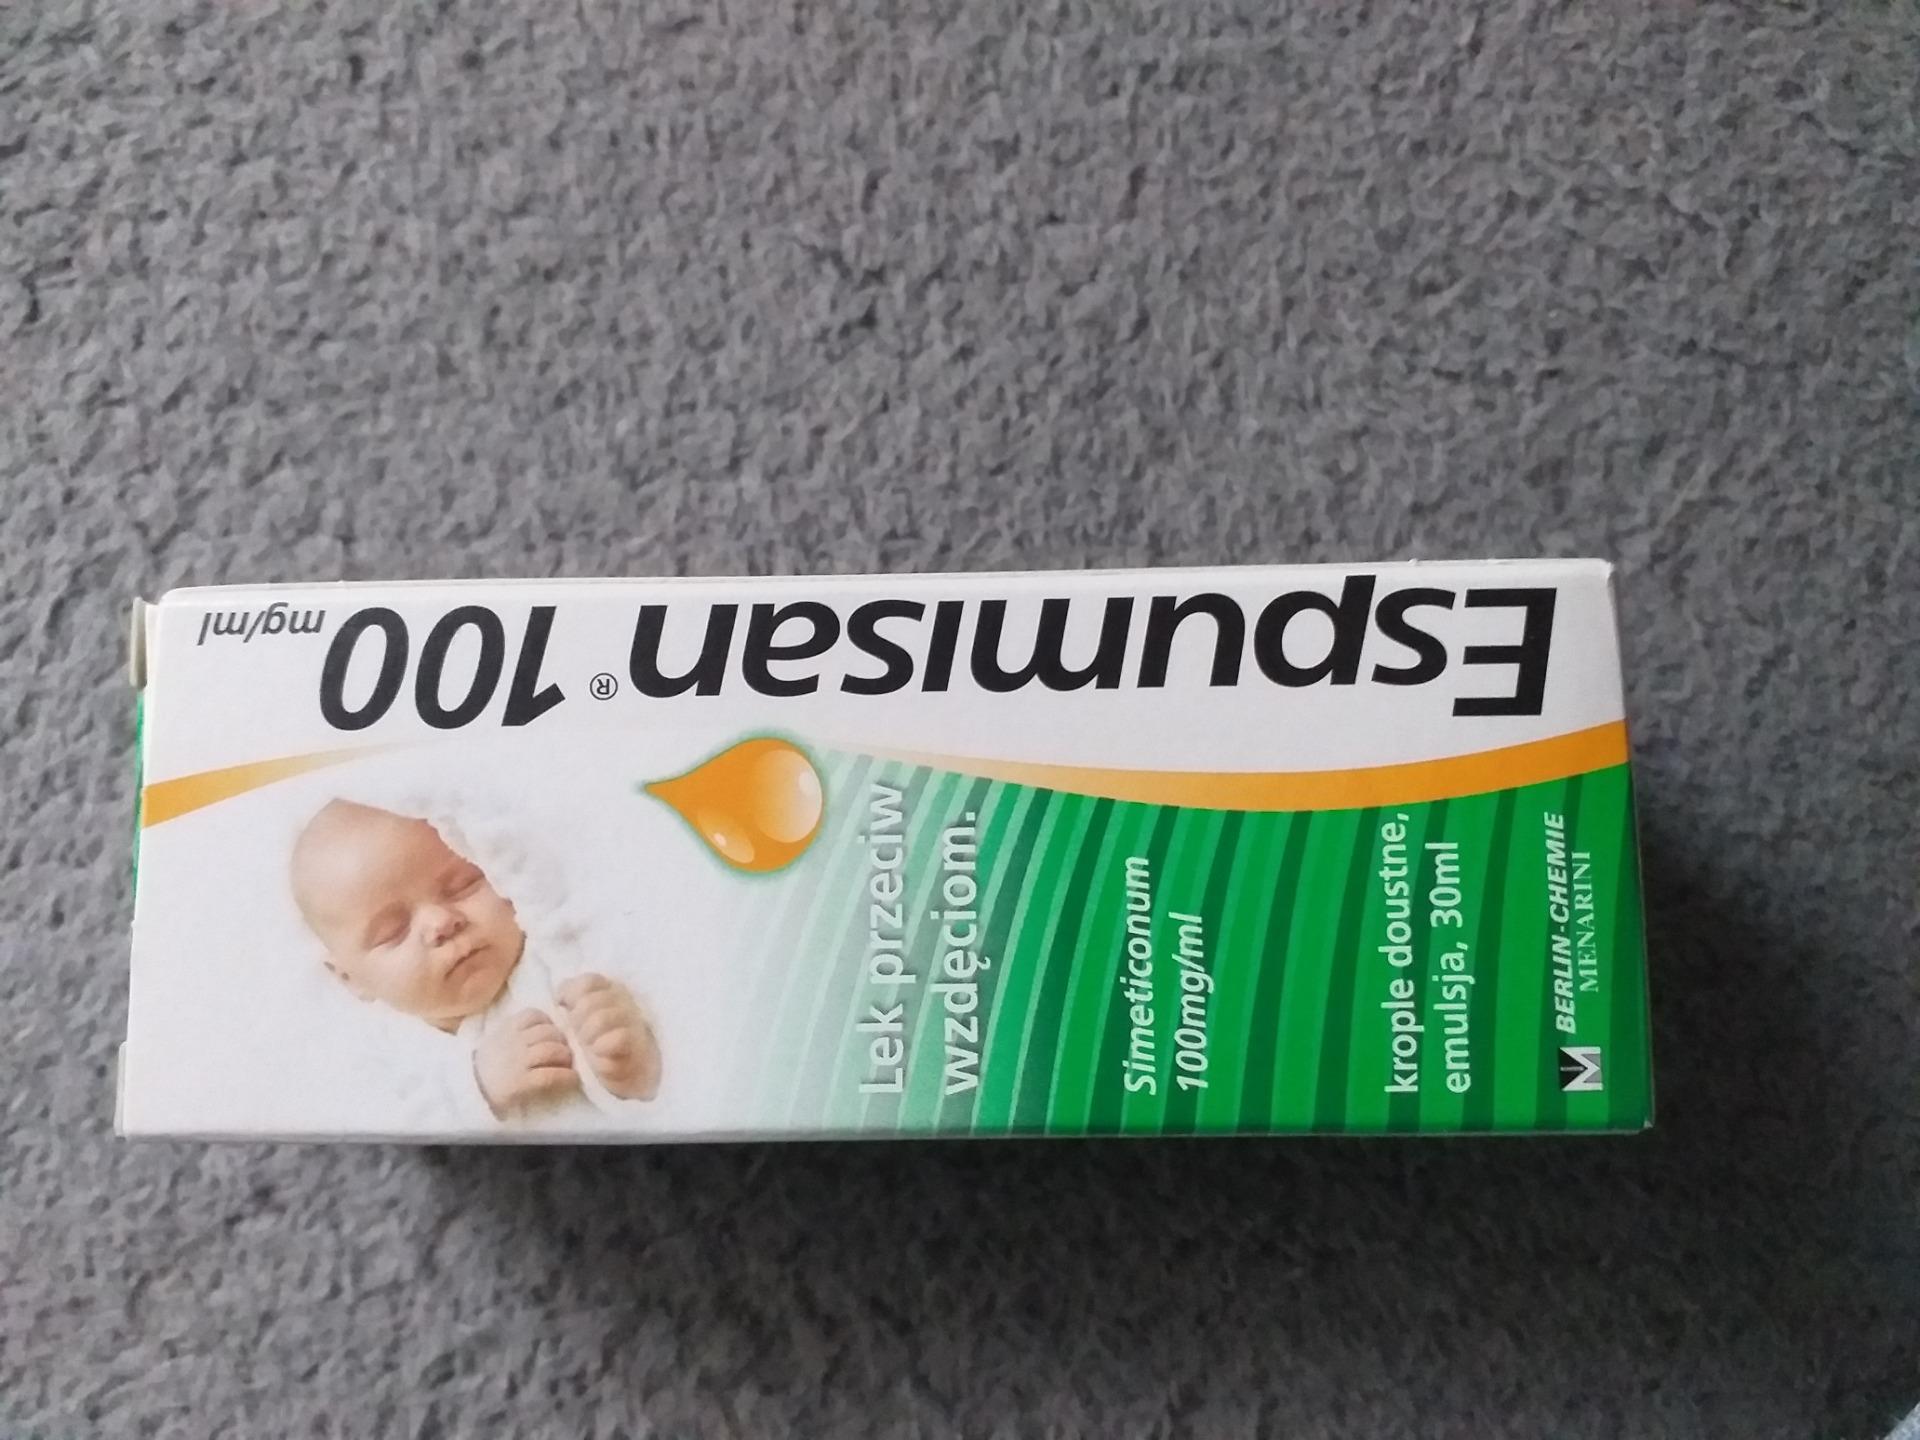 Espumisan® 100 mg/ml
Lek przeciw
wzdęciom.
Simeticonum
100mg/ml
krople doustne,
emulsja, 30ml
BERLIN-CHEMIE
MENARINI